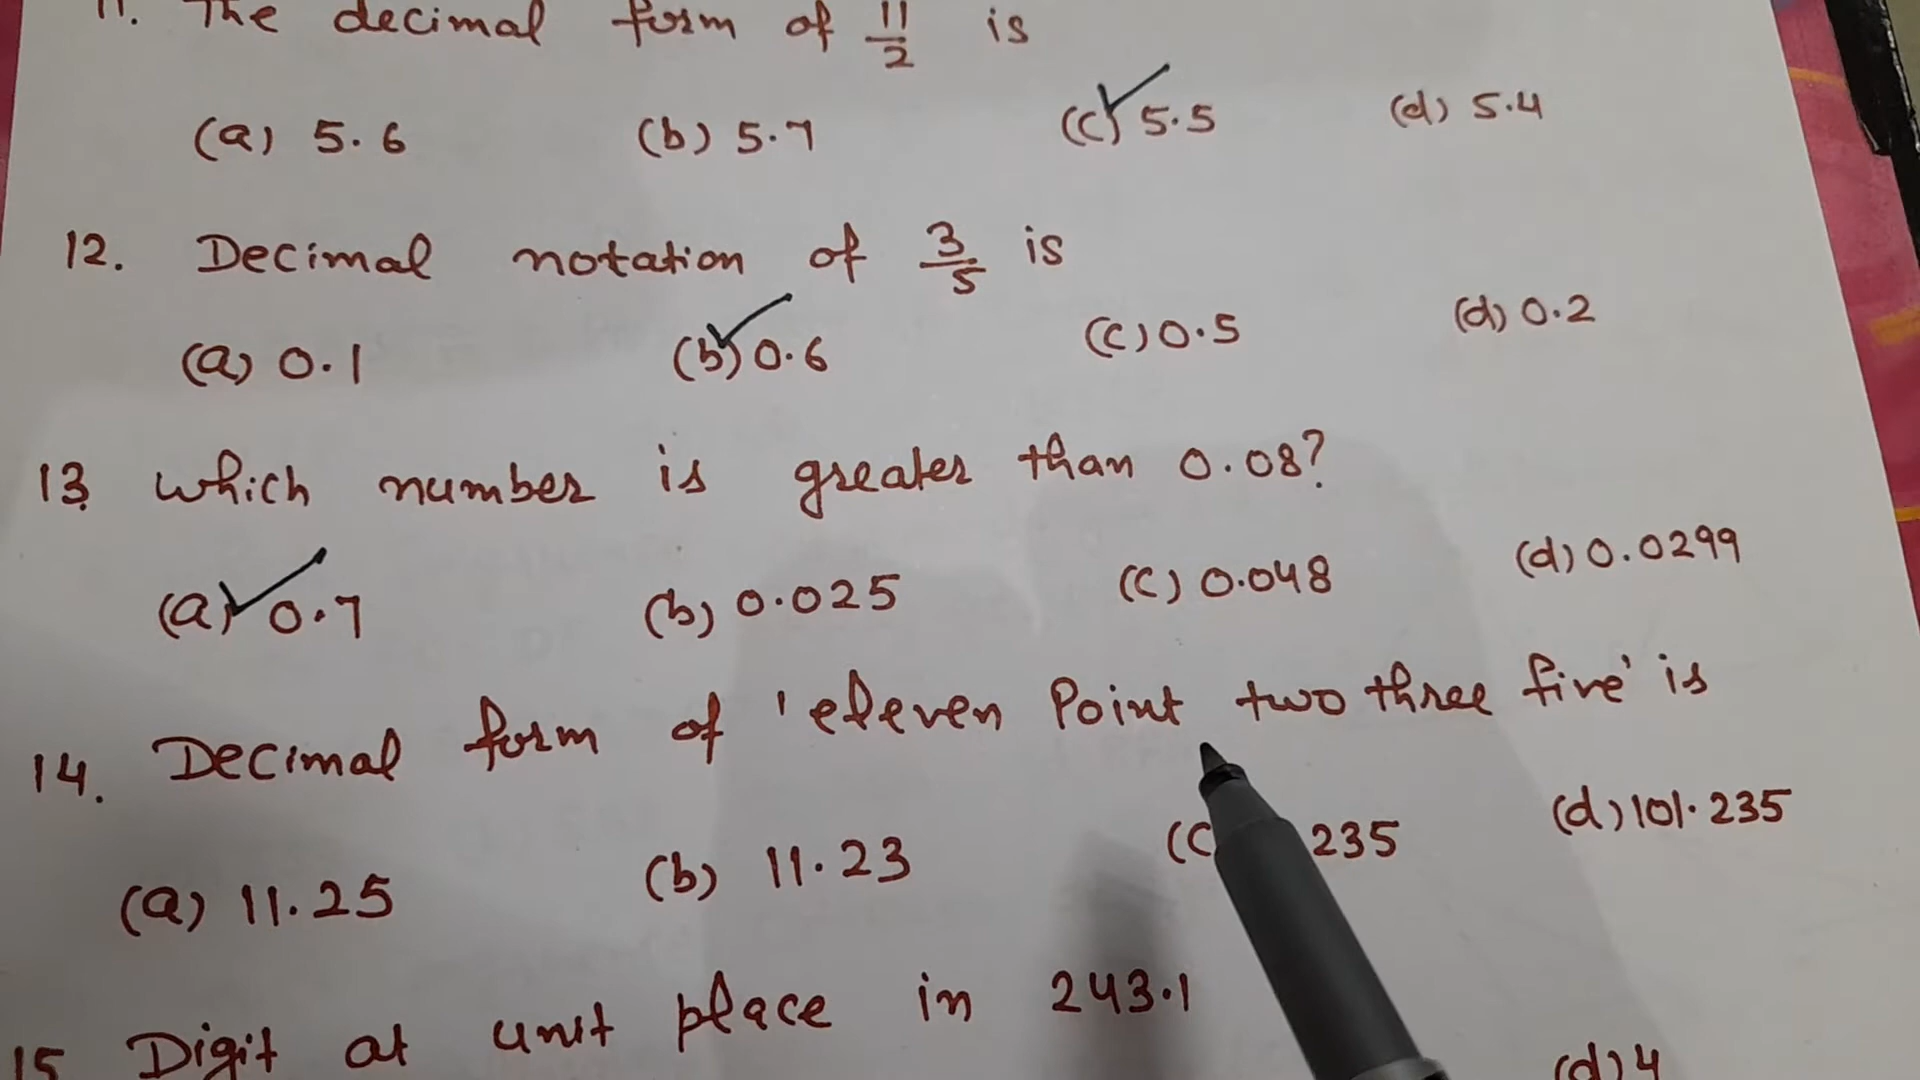 11. The decimal form of 11/2 is
(a) 5.6 (b) 5.7 (c) 5.5 (d) 5.4
12. Decimal notation of 3/5 is
(a) 0.1 (b) 0.6 (c) 0.5 (d) 0.2
13. which number is greater than 0.08?
(a) 0.7 (b) 0.025 (c) 0.048 (d) 0.0299
14. Decimal form of 'eleven Point two three five' is
(a) 11.25 (b) 11.23 (c 235 (d) 101.235
15 Digit at unit place in 243.1
(d) 4